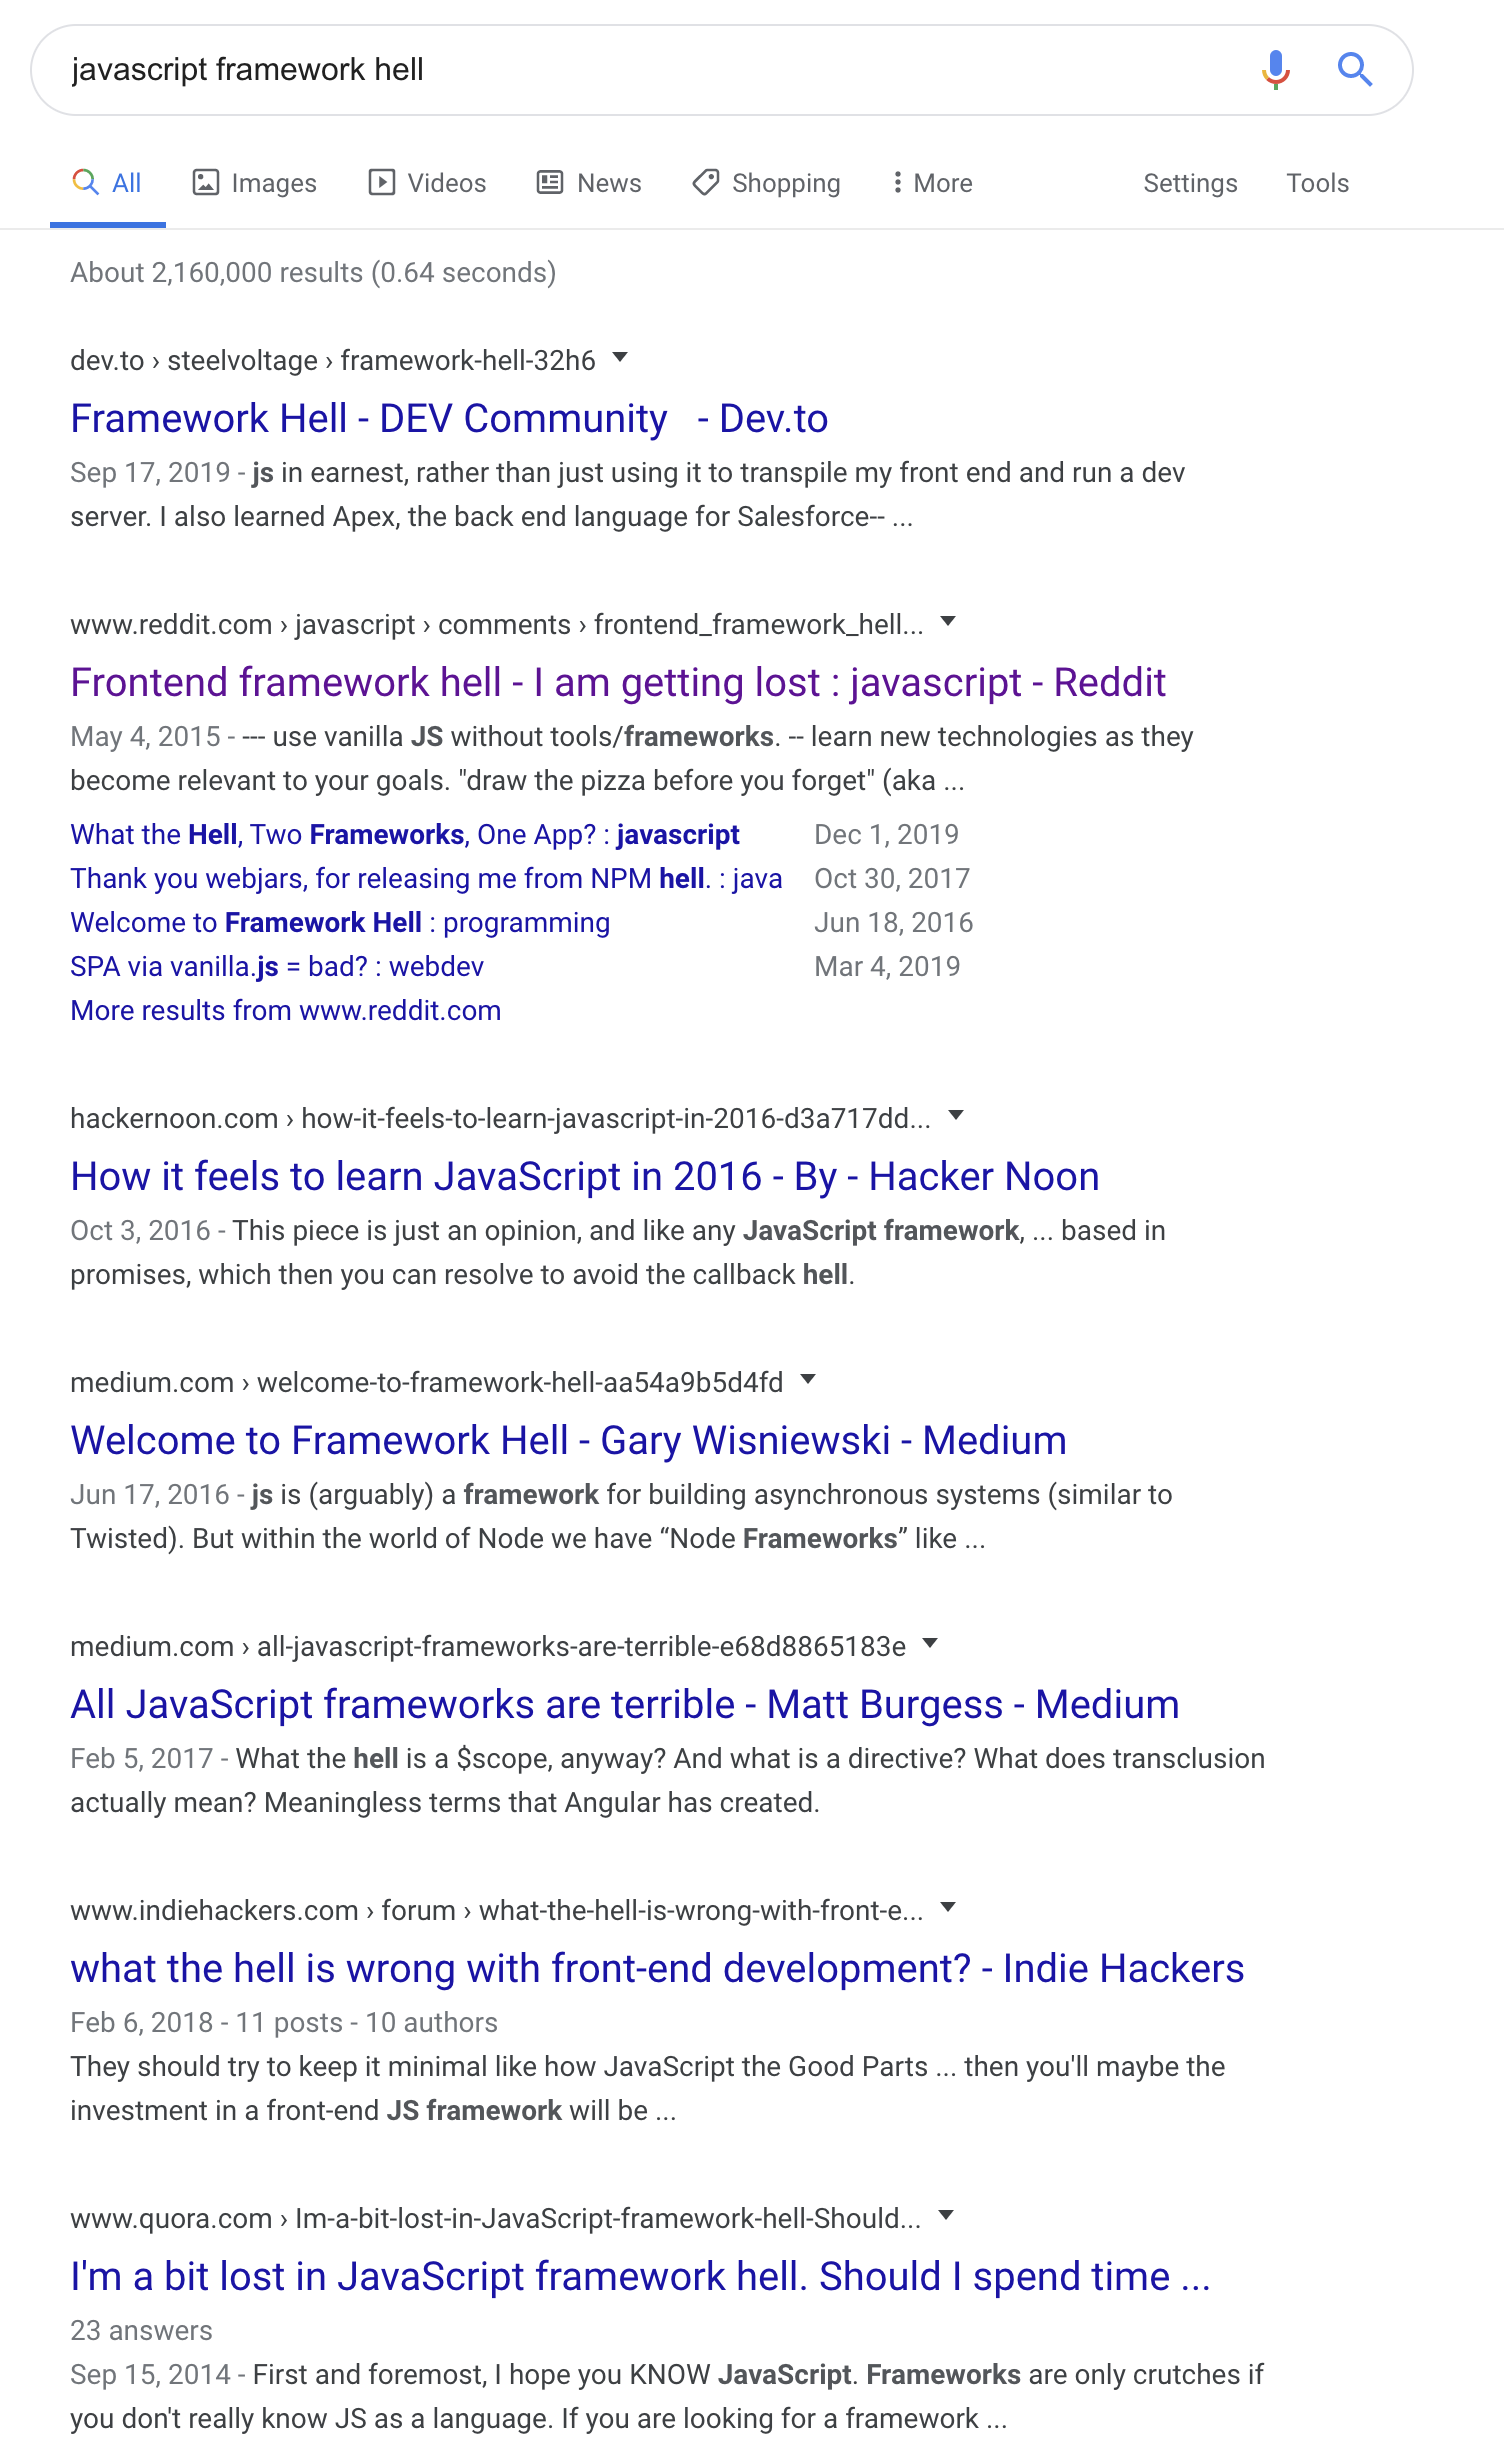 javascript framework hell
All Images Videos News Shopping More Settings Tools
About 2,160,000 results (0.64 seconds)
dev.to › steelvoltage › framework-hell-32h6
Framework Hell - DEV Community - Dev.to
Sep 17, 2019 - js in earnest, rather than just using it to transpile my front end and run a dev
server. I also learned Apex, the back end language for Salesforce-- ...
www.reddit.com › javascript › comments › frontend_framework_hell...
Frontend framework hell - I am getting lost : javascript - Reddit
May 4, 2015 - --- use vanilla JS without tools/frameworks. -- learn new technologies as they
become relevant to your goals. "draw the pizza before you forget" (aka ...
What the Hell, Two Frameworks, One App? : javascript Dec 1, 2019
Thank you webjars, for releasing me from NPM hell. : java Oct 30, 2017
Welcome to Framework Hell : programming Jun 18, 2016
SPA via vanilla.js = bad? : webdev Mar 4, 2019
More results from www.reddit.com
hackernoon.com › how-it-feels-to-learn-javascript-in-2016-d3a717dd...
How it feels to learn JavaScript in 2016 - By - Hacker Noon
Oct 3, 2016 - This piece is just an opinion, and like any JavaScript framework, ... based in
promises, which then you can resolve to avoid the callback hell.
medium.com › welcome-to-framework-hell-aa54a9b5d4fd
Welcome to Framework Hell - Gary Wisniewski - Medium
Jun 17, 2016 - js is (arguably) a framework for building asynchronous systems (similar to
Twisted). But within the world of Node we have “Node Frameworks” like ...
medium.com › all-javascript-frameworks-are-terrible-e68d8865183e
All JavaScript frameworks are terrible - Matt Burgess - Medium
Feb 5, 2017 - What the hell is a $scope, anyway? And what is a directive? What does transclusion
actually mean? Meaningless terms that Angular has created.
www.indiehackers.com › forum › what-the-hell-is-wrong-with-front-e...
what the hell is wrong with front-end development? - Indie Hackers
Feb 6, 2018 - 11 posts - 10 authors
They should try to keep it minimal like how JavaScript the Good Parts ... then you'll maybe the
investment in a front-end JS framework will be ...
www.quora.com › Im-a-bit-lost-in-JavaScript-framework-hell-Should...
I'm a bit lost in JavaScript framework hell. Should I spend time ...
23 answers
Sep 15, 2014 - First and foremost, I hope you KNOW JavaScript. Frameworks are only crutches if
you don't really know JS as a language. If you are looking for a framework ...